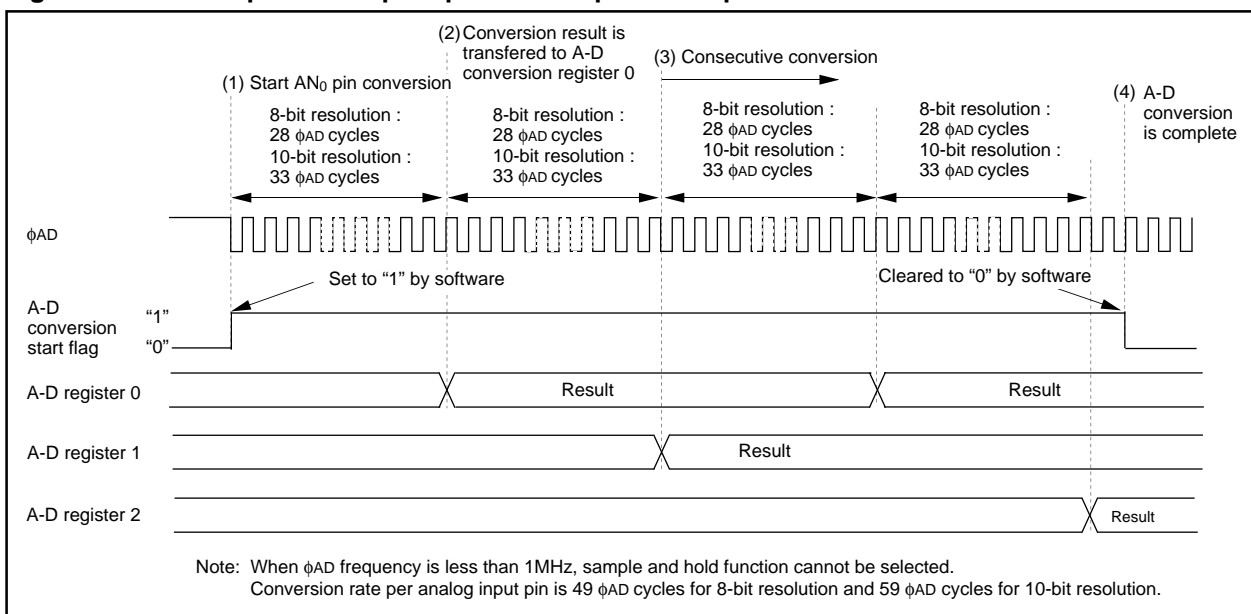 (1) Start AN0 pin conversion
(2) Conversion result is
transfered to A-D
conversion register 0
(3) Consecutive conversion
(4) A-D
conversion
is complete
8-bit resolution :
28 φAD cycles
10-bit resolution :
33 φAD cycles
8-bit resolution :
28 φAD cycles
10-bit resolution :
33 φAD cycles
8-bit resolution :
28 φAD cycles
10-bit resolution :
33 φAD cycles
8-bit resolution :
28 φAD cycles
10-bit resolution :
33 φAD cycles
φAD
Set to “1” by software
Cleared to “0” by software
A-D
conversion
start flag
“1”
“0”
A-D register 0
Result
Result
A-D register 1
Result
A-D register 2
Result
Note: When φAD frequency is less than 1MHz, sample and hold function cannot be selected.
Conversion rate per analog input pin is 49 φAD cycles for 8-bit resolution and 59 φAD cycles for 10-bit resolution.